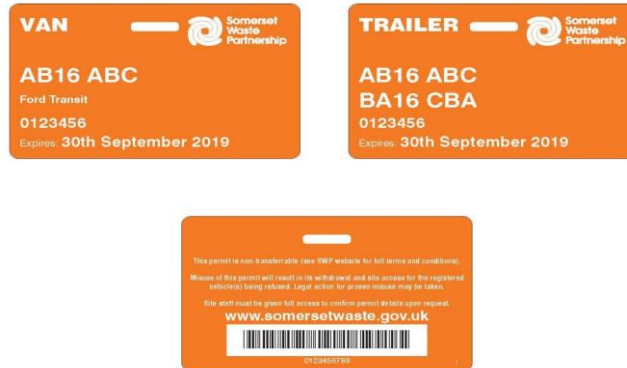 VAN
Somerset
Waste
Partnership
AB16 ABC
Ford Transit
0123456
Expires: 30th September 2019
TRAILER
Somerset
Waste
Partnership
AB16 ABC
BA16 CBA
0123456
Expires: 30th September 2019
This permit is non-transferrable (see SWP website for full terms and conditions).
Misuse of this permit will result in its withdrawal and site access for the registered
vehicle(s) being refused. Legal action for proven misuse may be taken.
Site staff must be given full access to confirm permit details upon request.
www.somersetwaste.gov.uk
0123456789